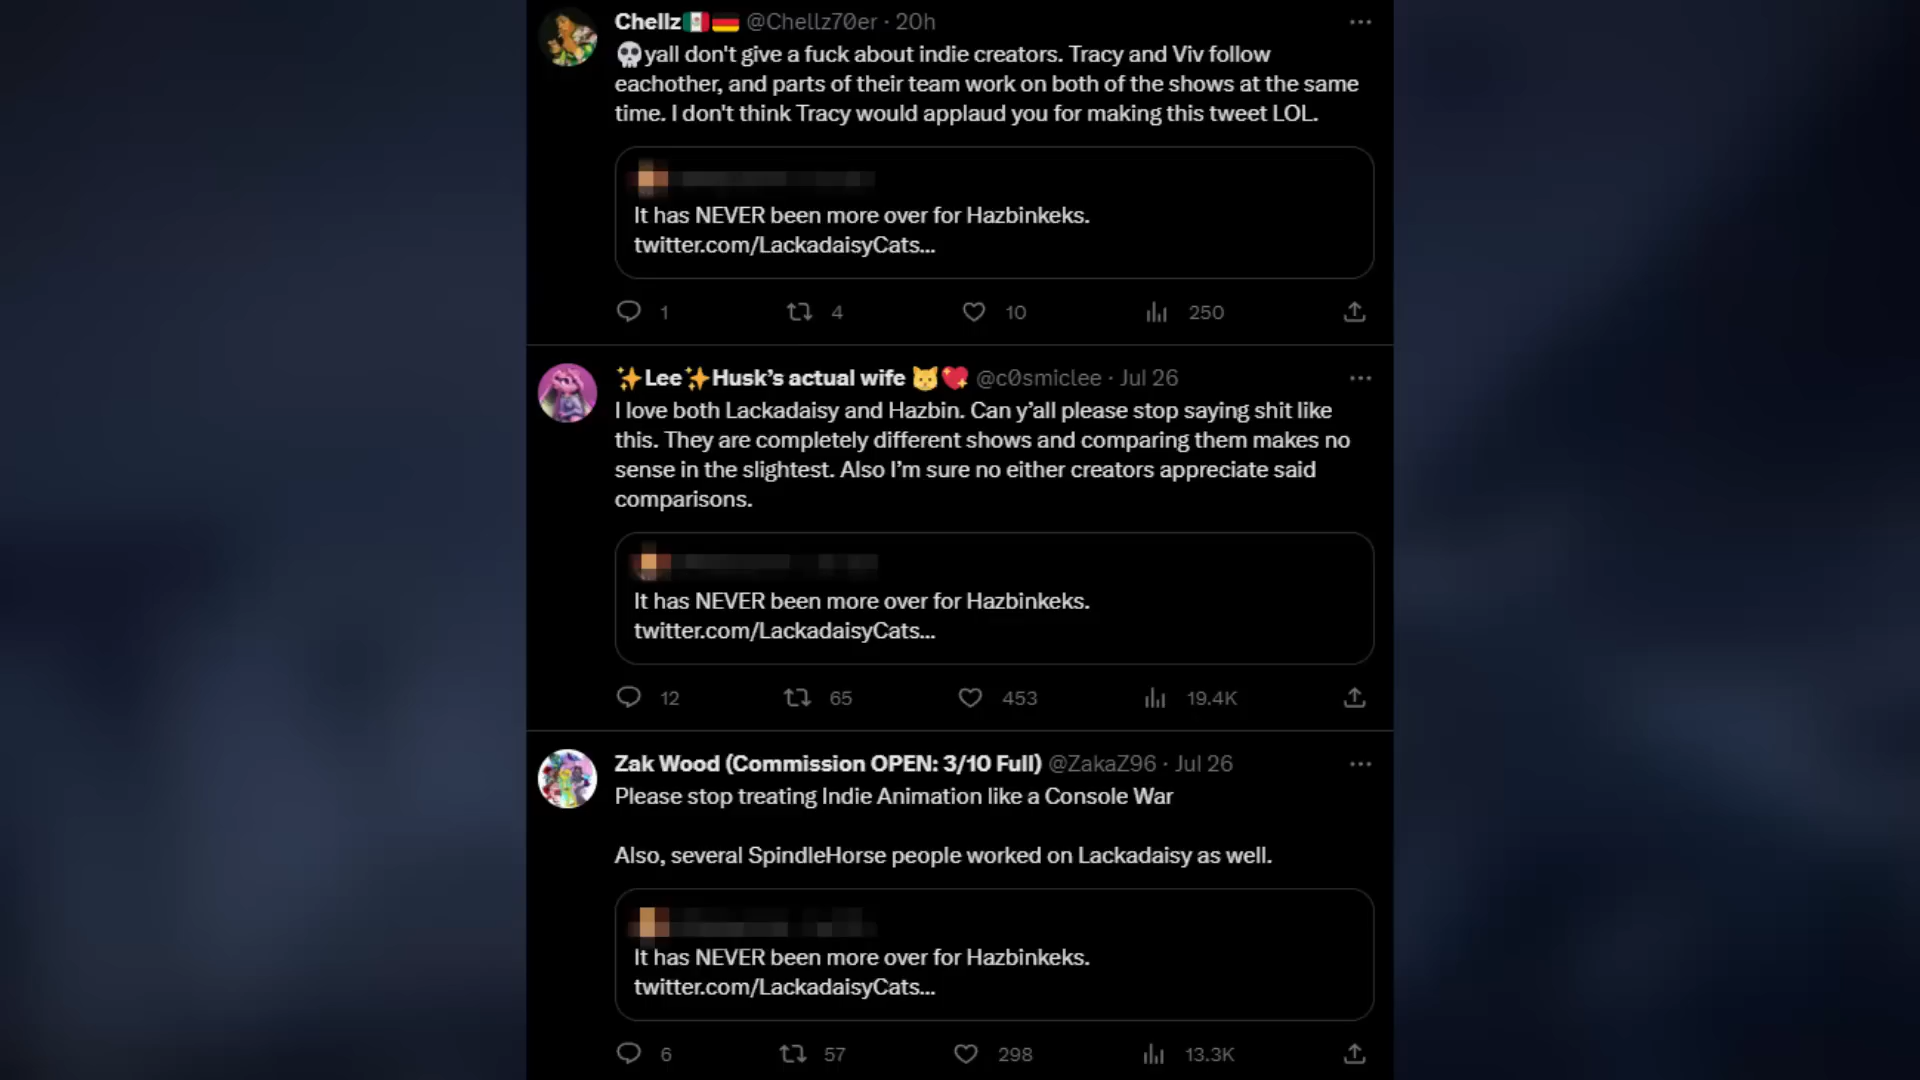 Chellz🇲🇽🇩🇪 @Chellz70er · 20h
💀yall don't give a fuck about indie creators. Tracy and Viv follow
eachother, and parts of their team work on both of the shows at the same
time. I don't think Tracy would applaud you for making this tweet LOL.
It has NEVER been more over for Hazbinkeks.
twitter.com/LackadaisyCats...
1 4 10 250
✨Lee✨Husk’s actual wife 🐱💖 @c0smiclee · Jul 26
I love both Lackadaisy and Hazbin. Can y’all please stop saying shit like
this. They are completely different shows and comparing them makes no
sense in the slightest. Also I’m sure no either creators appreciate said
comparisons.
It has NEVER been more over for Hazbinkeks.
twitter.com/LackadaisyCats...
12 65 453 19.4K
Zak Wood (Commission OPEN: 3/10 Full) @ZakaZ96 · Jul 26
Please stop treating Indie Animation like a Console War
Also, several SpindleHorse people worked on Lackadaisy as well.
It has NEVER been more over for Hazbinkeks.
twitter.com/LackadaisyCats...
6 57 298 13.3K